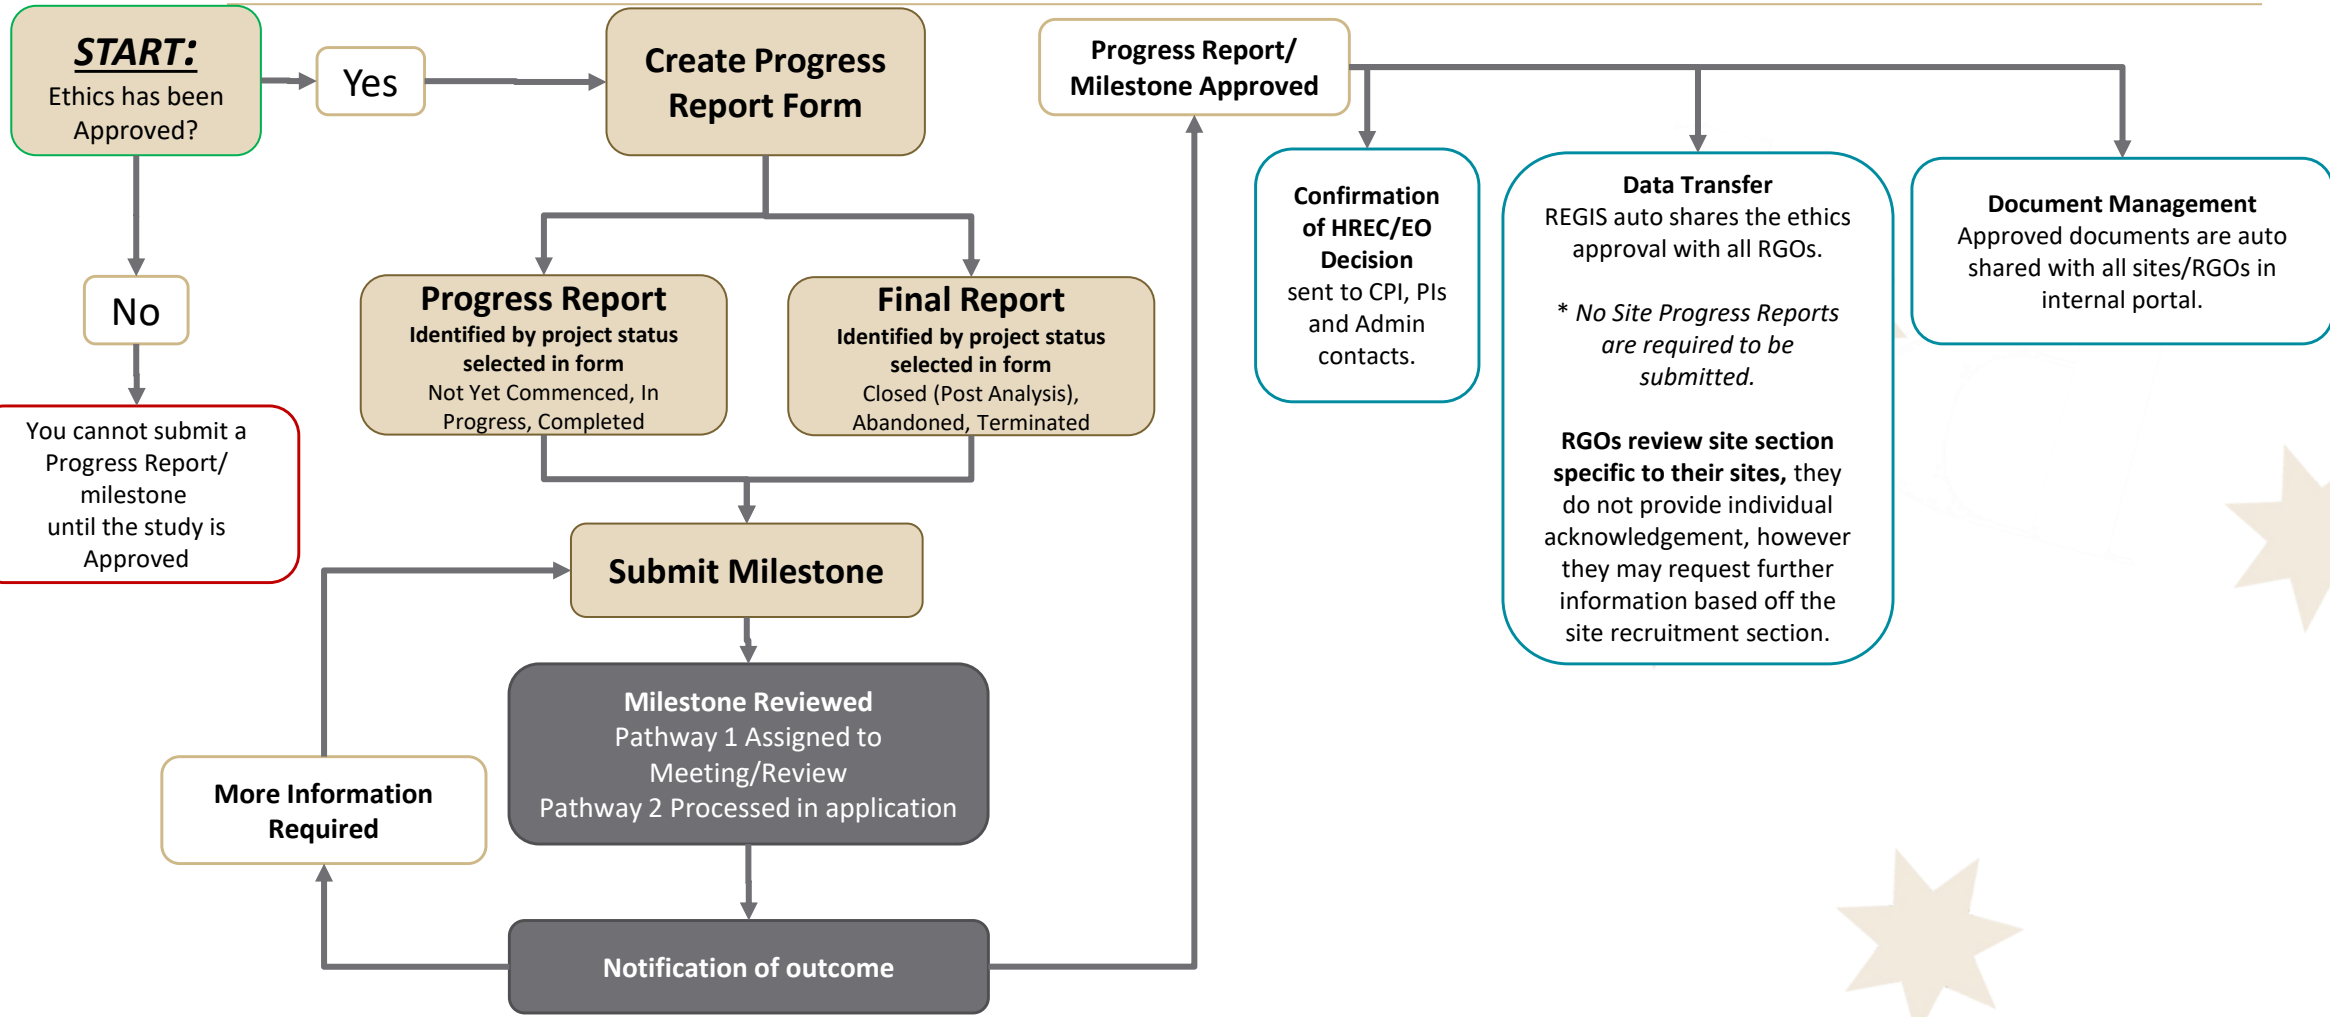 START:
Ethics has been
Approved?
Yes
No
You cannot submit a
Progress Report/
milestone
until the study is
Approved
Create Progress
Report Form
Progress Report
Identified by project status
selected in form
Not Yet Commenced, In
Progress, Completed
Final Report
Identified by project status
selected in form
Closed (Post Analysis),
Abandoned, Terminated
Submit Milestone
Milestone Reviewed
Pathway 1 Assigned to
Meeting/Review
Pathway 2 Processed in application
More Information
Required
Notification of outcome
Progress Report/
Milestone Approved
Confirmation
of HREC/EO
Decision
sent to CPI, PIs
and Admin
contacts.
Data Transfer
REGIS auto shares the ethics
approval with all RGOs.
* No Site Progress Reports
are required to be
submitted.
RGOs review site section
specific to their sites, they
do not provide individual
acknowledgement, however
they may request further
information based off the
site recruitment section.
Document Management
Approved documents are auto
shared with all sites/RGOs in
internal portal.